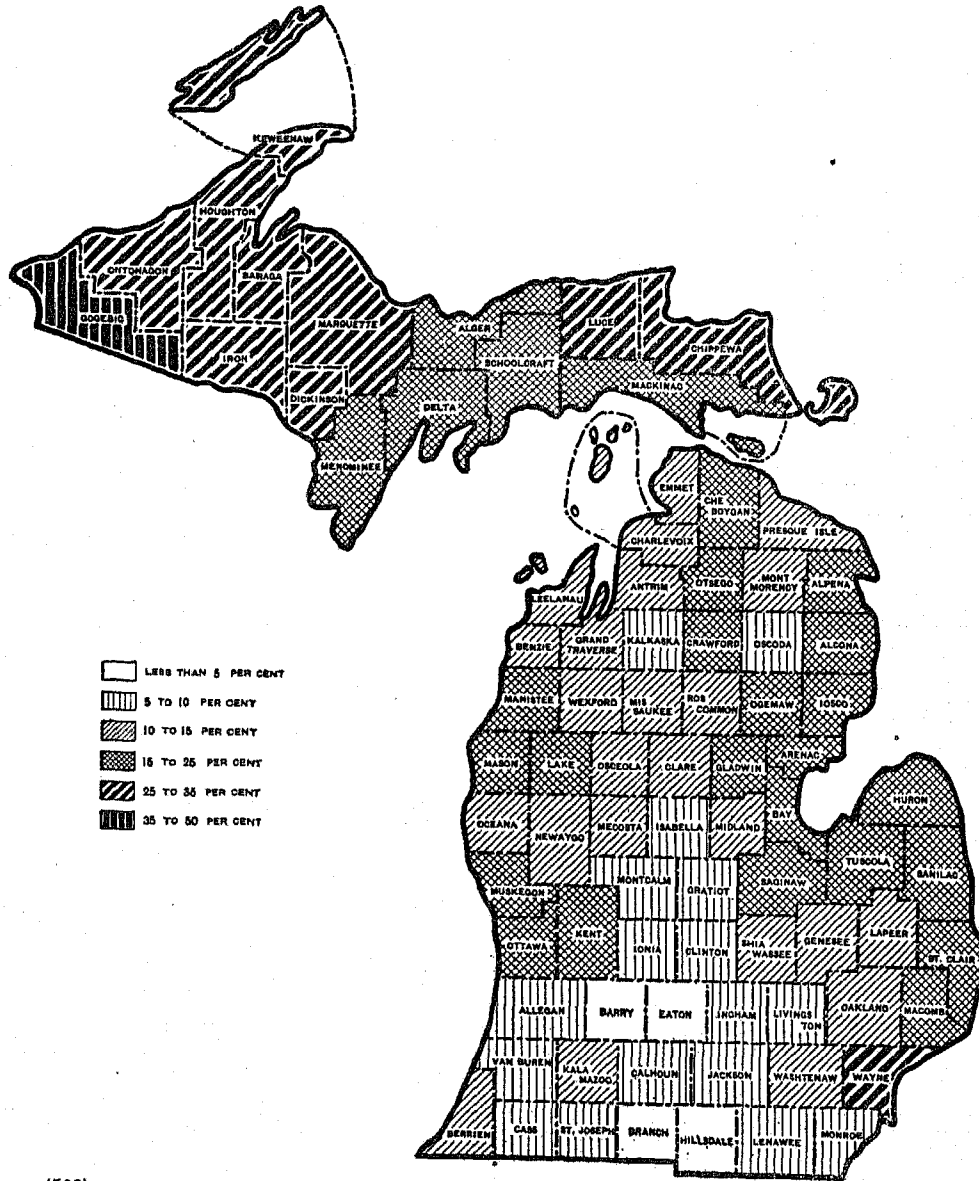 KEWEENAW
HOUGHTON
ONTONAGON
BARAGA
GOGEBIC
MARQUETTE
IRON
DICKINSON
ALGER
LUCE
SCHOOLCRAFT
CHIPPEWA
MACKINAC
DELTA
MENOMINEE
EMMET
CHE
BOYGAN
PRESQUE ISLE
CHARLEVOIX
LEELANAU
ANTRIM
OTSEGO
MONT
MORENCY
ALPENA
BENZIE
GRAND
TRAVERSE
KALKASKA
CRAWFORD
OSCODA
ALCONA
MANISTEE
WEXFORD
MIS
SAUKEE
ROS
COMMON
OGEMAW
IOSCO
LESS THAN 5 PER CENT
5 TO 10 PER CENT
10 TO 15 PER CENT
15 TO 25 PER CENT
25 TO 35 PER CENT
35 TO 50 PER CENT
MASON
LAKE
OSCEOLA
CLARE
GLADWIN
ARENAC
HURON
OCEANA
NEWAYGO
MECOSTA
ISABELLA
MIDLAND
BAY
TUSCOLA
SANILAC
MUSKEGON
MONTCALM
GRATIOT
SAGINAW
OTTAWA
KENT
IONIA
CLINTON
SHIA
WASSEE
GENESEE
LAPEER
ST. CLAIR
ALLEGAN
BARRY
EATON
INGHAM
LIVINGS
TON
OAKLAND
MACOMB
VAN BUREN
KALA
MAZOO
CALHOUN
JACKSON
WASHTENAW
WAYNE
BERRIEN
CASS
ST. JOSEPH
BRANCH
HILLSDALE
LENAWEE
MONROE